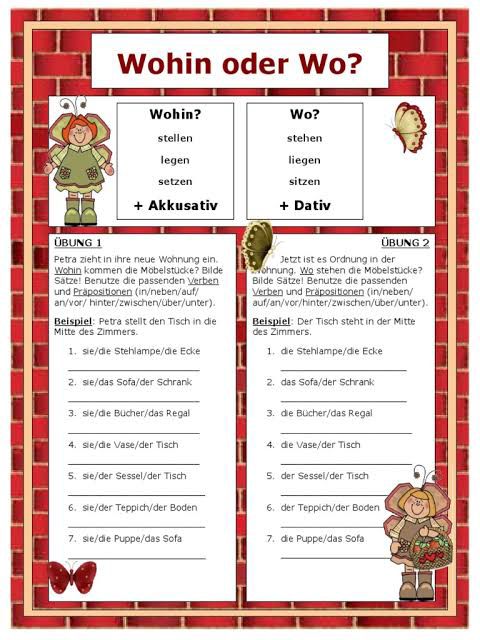 Wohin oder Wo?
Wohin?
stellen
legen
setzen
+ Akkusativ
Wo?
stehen
liegen
sitzen
+ Dativ
ÜBUNG 1
Petra zieht in ihre neue Wohnung ein.
Wohin kommen die Möbelstücke? Bilde
Sätze! Benutze die passenden Verben
und Präpositionen (in/neben/auf/
an/vor/ hinter/zwischen/über/unter).
Beispiel: Petra stellt den Tisch in die
Mitte des Zimmers.
1. sie/die Stehlampe/die Ecke
2. sie/das Sofa/der Schrank
3. sie/die Bücher/das Regal
4. sie/die Vase/der Tisch
5. sie/der Sessel/der Tisch
6. sie/der Teppich/der Boden
7. sie/die Puppe/das Sofa
ÜBUNG 2
Jetzt ist es Ordnung in der
Wohnung. Wo stehen die Möbelstücke?
Bilde Sätze! Benutze die passenden
Verben und Präpositionen (in/neben/
auf/an/vor/hinter/zwischen/über/unter).
Beispiel: Der Tisch steht in der Mitte
des Zimmers.
1. die Stehlampe/die Ecke
2. das Sofa/der Schrank
3. die Bücher/das Regal
4. die Vase/der Tisch
5. der Sessel/der Tisch
6. der Teppich/der Boden
7. die Puppe/das Sofa